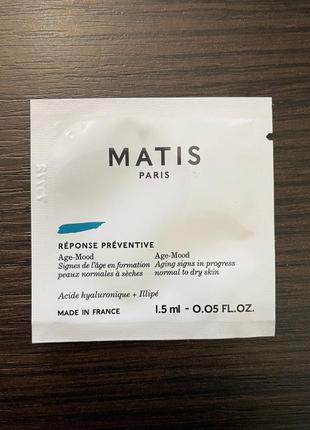 MATIS
PARIS
RÉPONSE PRÉVENTIVE
Age-Mood
Signes de l'âge en formation
peaux normales à sèches
Age-Mood
Aging signs in progress
normal to dry skin
Acide hyaluronique + Illipé
MADE IN FRANCE
1.5 ml - 0.05 FL.OZ.